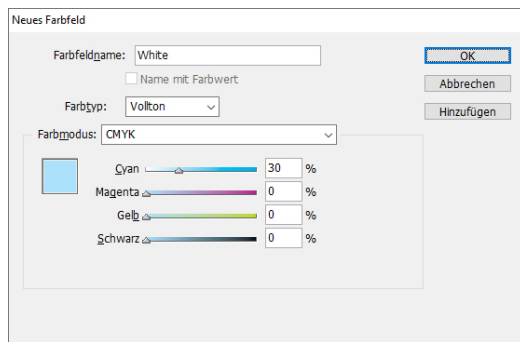 Neues Farbfeld
Farbfeldname: White
OK
Name mit Farbwert
Abbrechen
Farbtyp: Vollton
Hinzufügen
Farbmodus: CMYK
Cyan 30 %
Magenta 0 %
Gelb 0 %
Schwarz 0 %